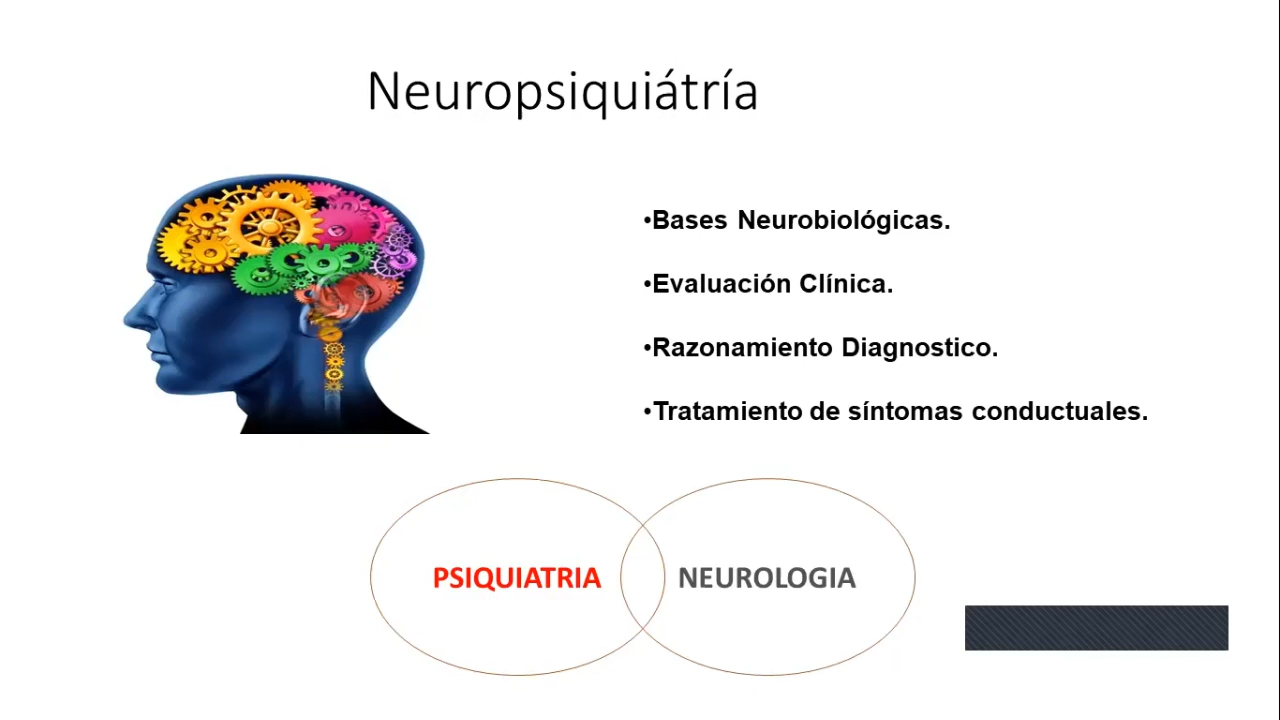 Neuropsiquiátría
•Bases Neurobiológicas.
•Evaluación Clínica.
•Razonamiento Diagnostico.
•Tratamiento de síntomas conductuales.
PSIQUIATRIA
NEUROLOGIA